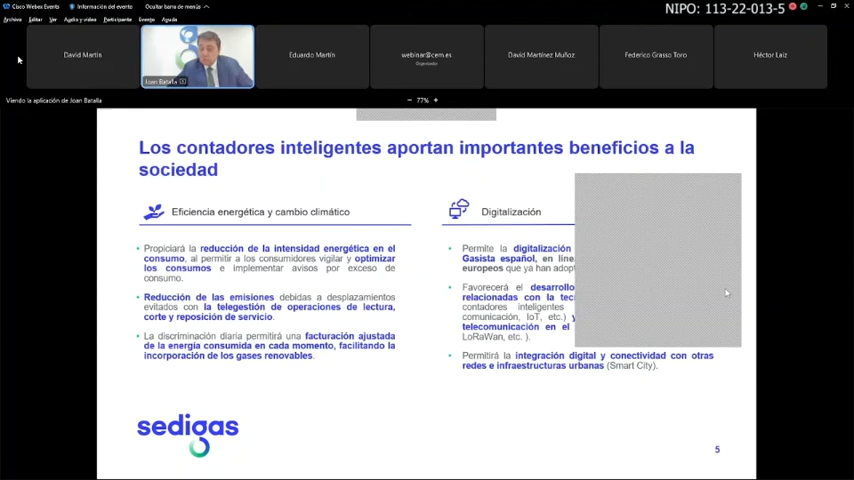 Cisco Webex Events
Información del evento
Ocultar barra de menús
NIPO: 113-22-013-5
Archivo Editar Ver Audio y vídeo Participante Evento Ayuda
David Martín
Joan Batalla
Eduardo Martín
webinar@cem.es
Organizador
David Martínez Muñoz
Federico Grasso Toro
Héctor Laiz
Viendo la aplicación de Joan Batalla
− 77% +
Los contadores inteligentes aportan importantes beneficios a la
sociedad
Eficiencia energética y cambio climático
• Propiciará la reducción de la intensidad energética en el
consumo, al permitir a los consumidores vigilar y optimizar
los consumos e implementar avisos por exceso de
consumo.
• Reducción de las emisiones debidas a desplazamientos
evitados con la telegestión de operaciones de lectura,
corte y reposición de servicio.
• La discriminación diaria permitirá una facturación ajustada
de la energía consumida en cada momento, facilitando la
incorporación de los gases renovables.
Digitalización
• Permite la digitalización
Gasista español, en líne
europeos que ya han adopt
• Favorecerá el desarrollo
relacionadas con la tec
contadores inteligentes
comunicación, IoT, etc.) y
telecomunicación en el
LoRaWan, etc. ).
• Permitirá la integración digital y conectividad con otras
redes e infraestructuras urbanas (Smart City).
sedigas
5